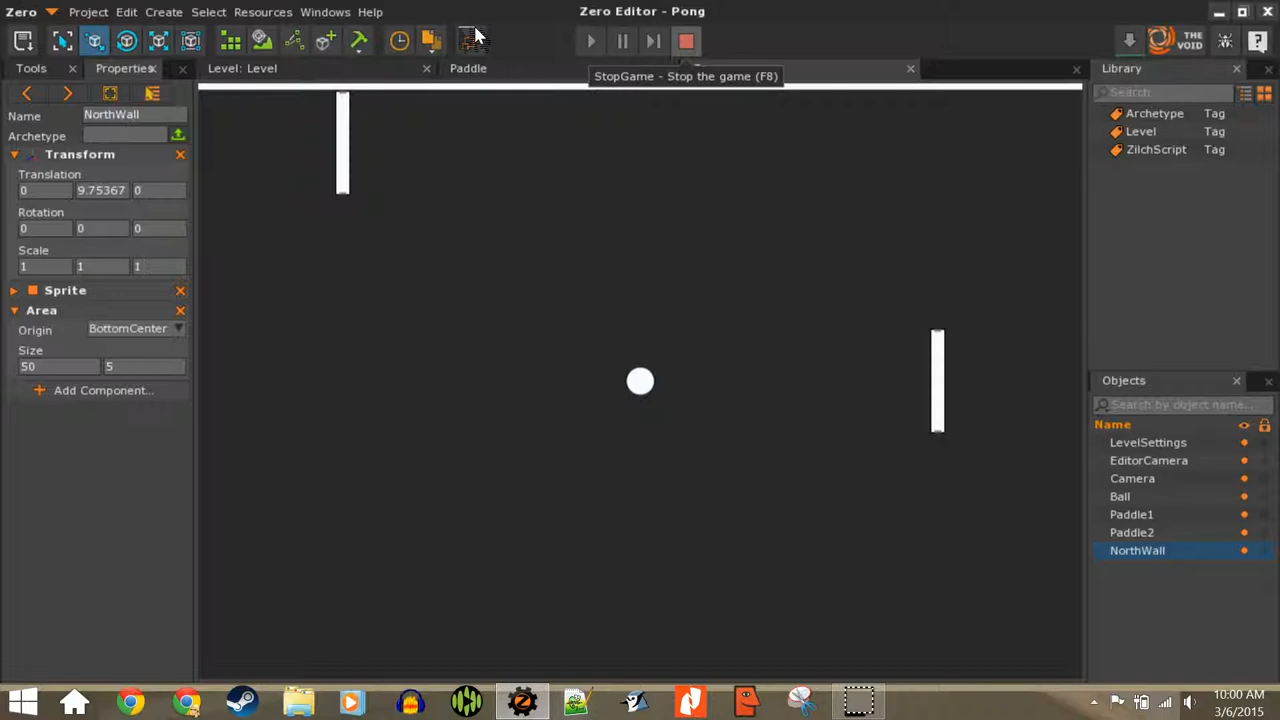 Zero Project Edit Create Select Resources Windows Help Zero Editor - Pong
THE VOID
Tools Properties Level: Level Paddle Library
StopGame - Stop the game (F8)
Search...
Name NorthWall
Archetype
Archetype Tag
Level Tag
ZilchScript Tag
Transform
Translation
0 9.75367 0
Rotation
0 0 0
Scale
1 1 1
Sprite
Area
Origin BottomCenter
Size
50 5
Add Component...
Objects
Search by object name...
Name
LevelSettings
EditorCamera
Camera
Ball
Paddle1
Paddle2
NorthWall
10:00 AM
3/6/2015